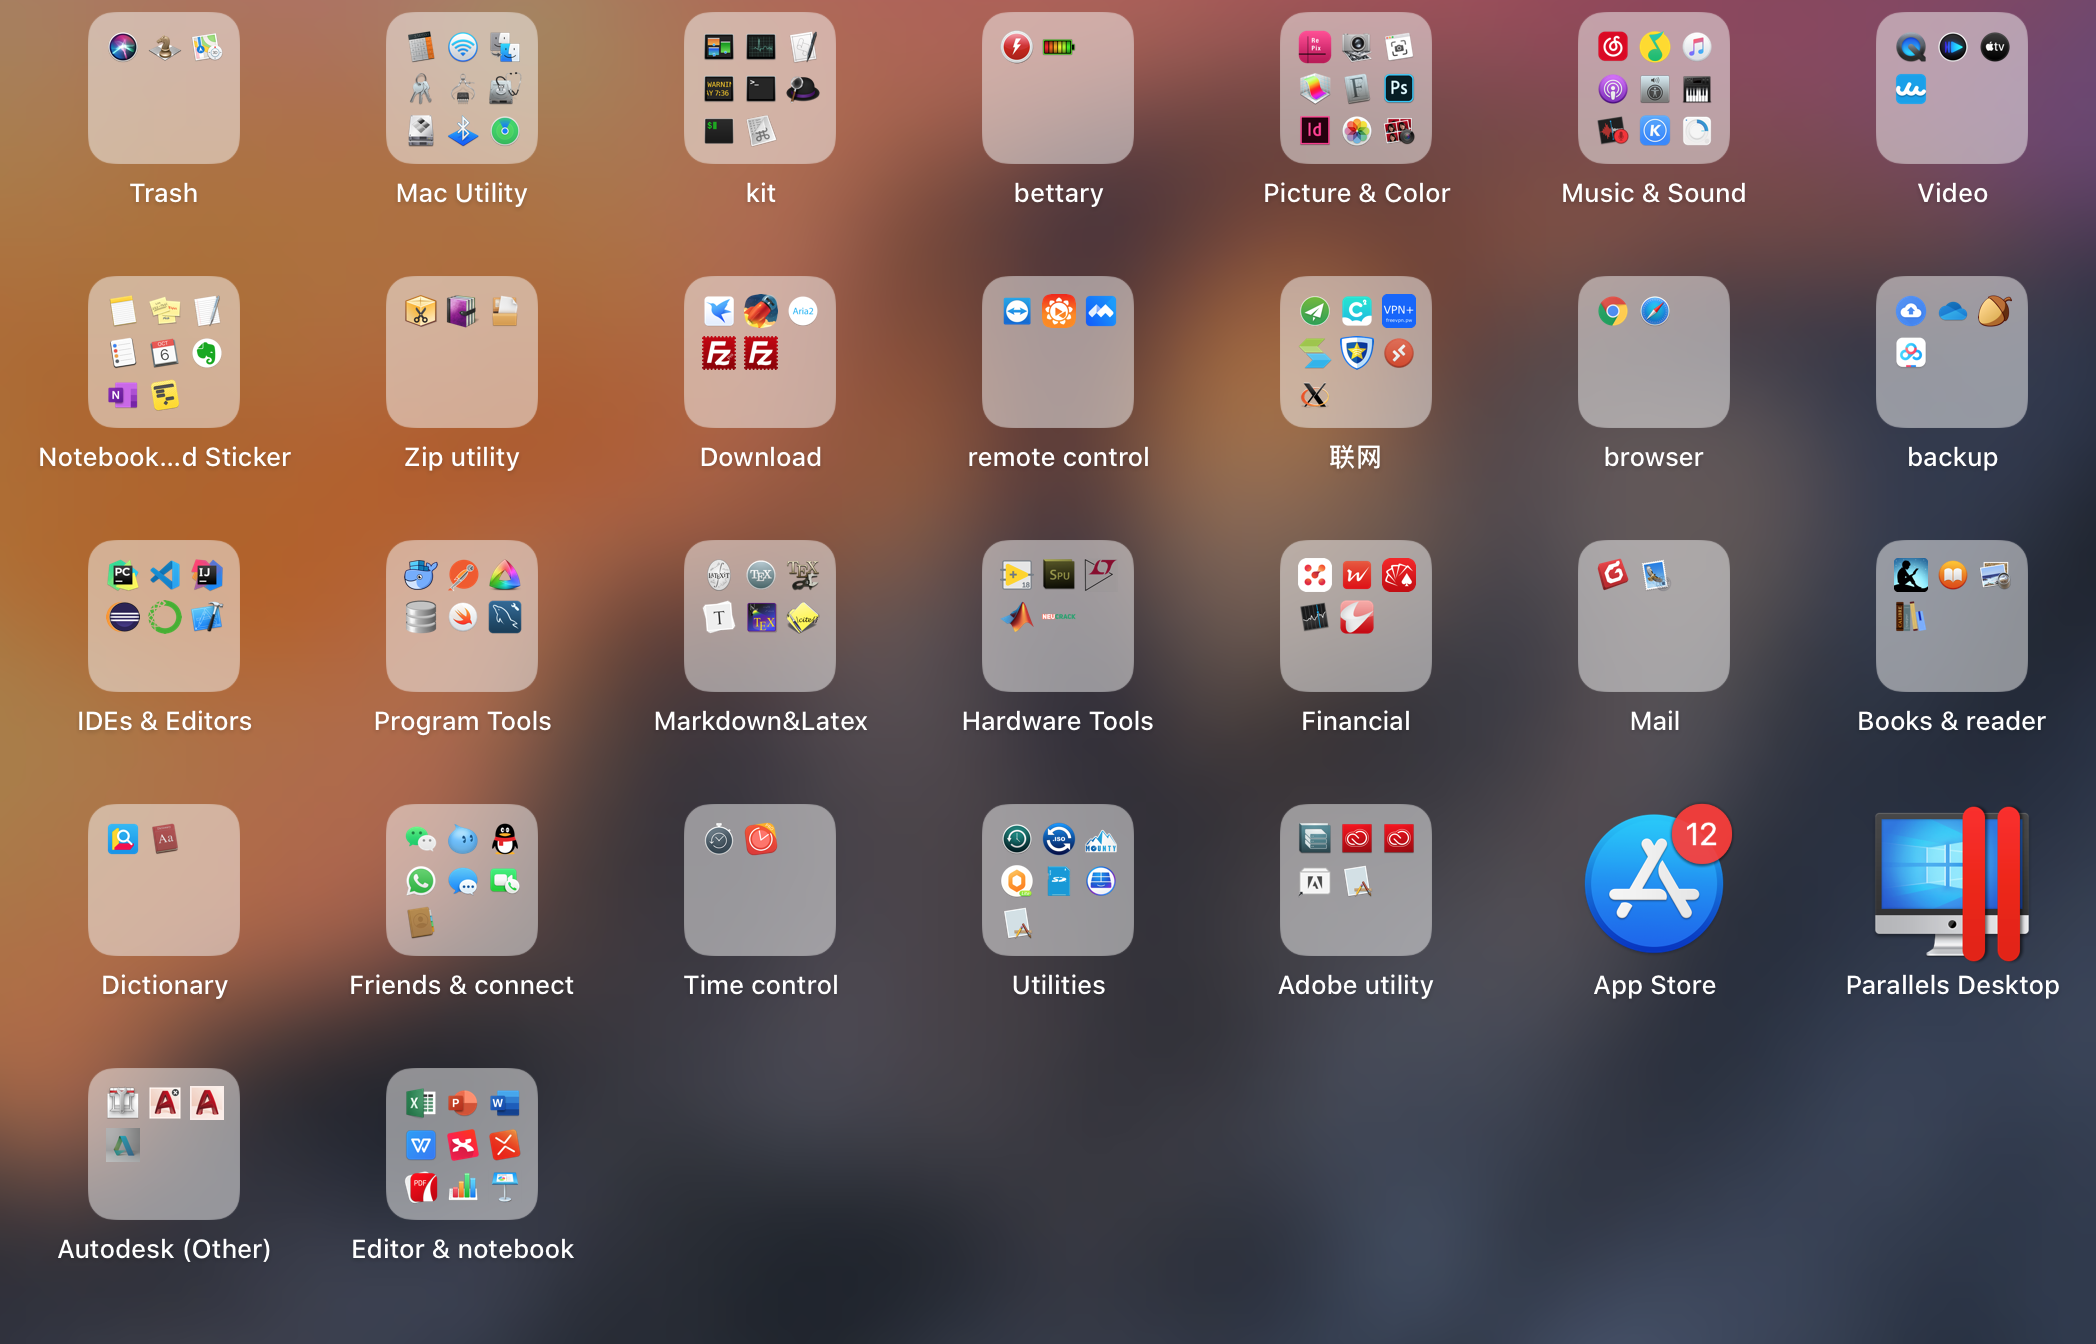 Trash
Mac Utility
kit
bettary
Picture & Color
Music & Sound
Video
Notebook...d Sticker
Zip utility
Download
remote control
联网
browser
backup
IDEs & Editors
Program Tools
Markdown&Latex
Hardware Tools
Financial
Mail
Books & reader
Dictionary
Friends & connect
Time control
Utilities
Adobe utility
12
App Store
Parallels Desktop
Autodesk (Other)
Editor & notebook